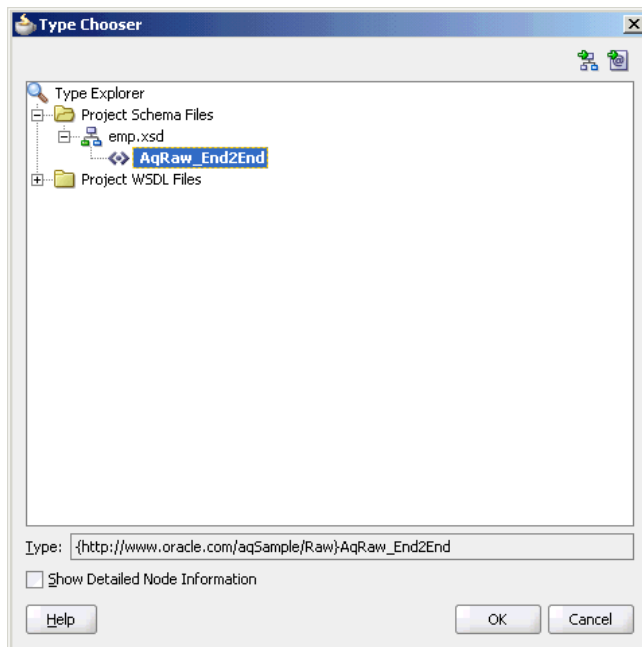 Type Chooser
Type Explorer
Project Schema Files
emp.xsd
AqRaw_End2End
Project WSDL Files
Type: {http://www.oracle.com/aqSample/Raw}AqRaw_End2End
Show Detailed Node Information
Help OK Cancel